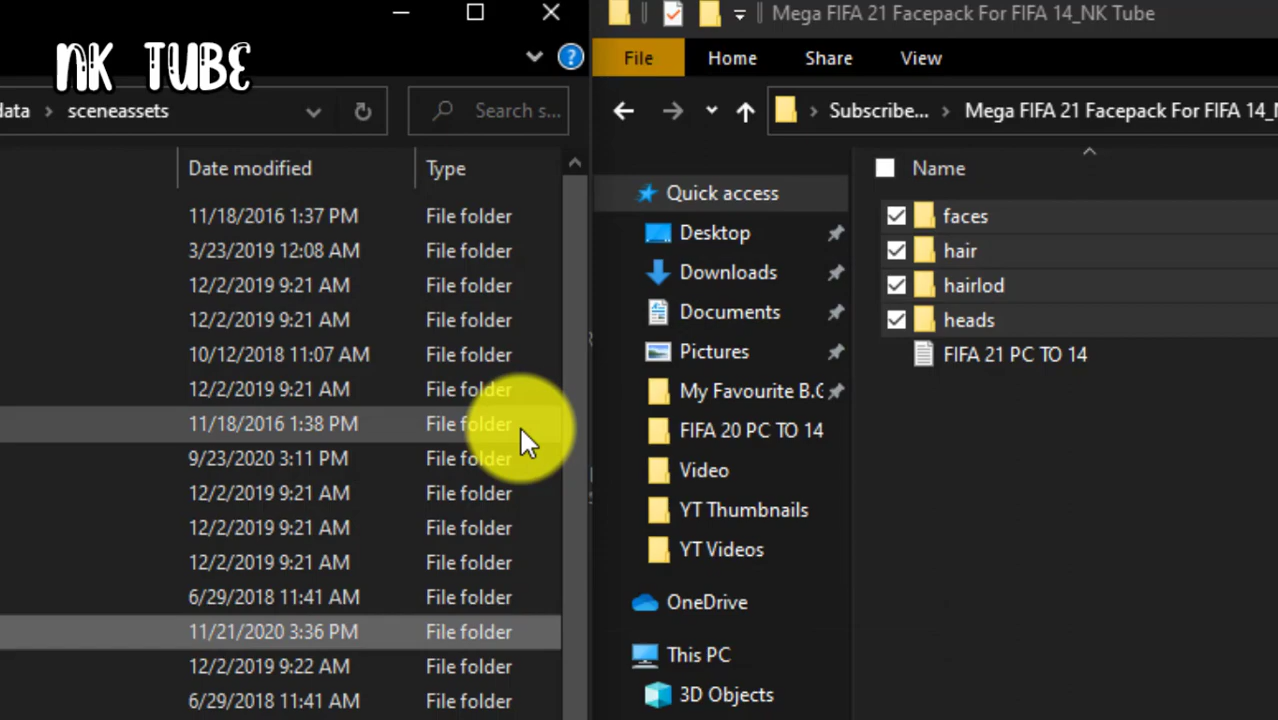 NK TUBE
data > sceneassets
Search s...
Date modified
Type
11/18/2016 1:37 PM File folder
3/23/2019 12:08 AM File folder
12/2/2019 9:21 AM File folder
12/2/2019 9:21 AM File folder
10/12/2018 11:07 AM File folder
12/2/2019 9:21 AM File folder
11/18/2016 1:38 PM File folder
9/23/2020 3:11 PM File folder
12/2/2019 9:21 AM File folder
12/2/2019 9:21 AM File folder
12/2/2019 9:21 AM File folder
6/29/2018 11:41 AM File folder
11/21/2020 3:36 PM File folder
12/2/2019 9:22 AM File folder
6/29/2018 11:41 AM File folder
Mega FIFA 21 Facepack For FIFA 14_NK Tube
File Home Share View
Subscribe... > Mega FIFA 21 Facepack For FIFA 14_N
Quick access
Desktop
Downloads
Documents
Pictures
My Favourite B.G
FIFA 20 PC TO 14
Video
YT Thumbnails
YT Videos
OneDrive
This PC
3D Objects
Name
faces
hair
hairlod
heads
FIFA 21 PC TO 14